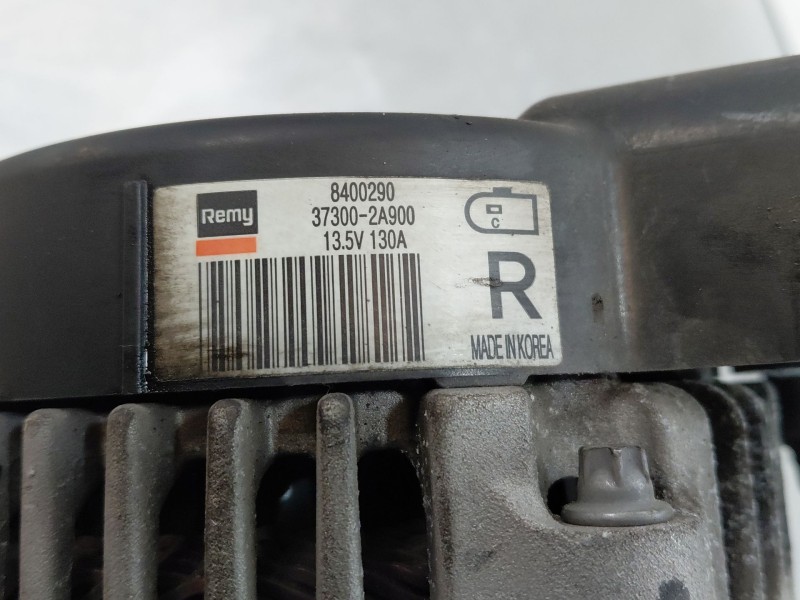 Remy
8400290
37300-2A900
13.5V 130A
C
R
MADE IN KOREA